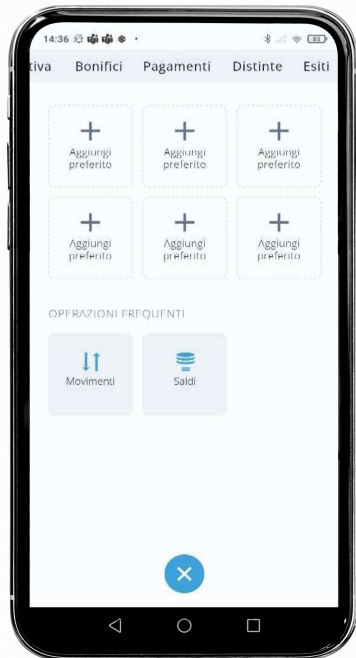 14:36
83
tiva Bonifici Pagamenti Distinte Esiti
Aggiungi preferito
Aggiungi preferito
Aggiungi preferito
Aggiungi preferito
Aggiungi preferito
Aggiungi preferito
OPERAZIONI FREQUENTI
Movimenti
Saldi